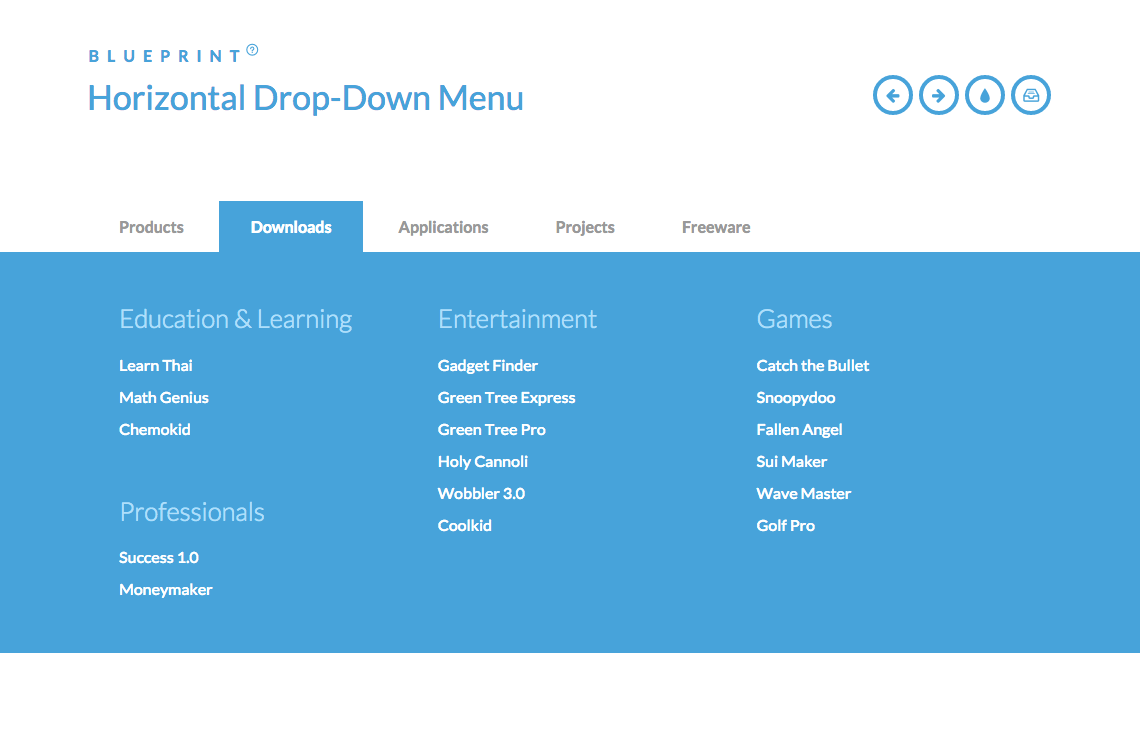 BLUEPRINT?
Horizontal Drop-Down Menu
Products Downloads Applications Projects Freeware
Education & Learning
Learn Thai
Math Genius
Chemokid
Professionals
Success 1.0
Moneymaker
Entertainment
Gadget Finder
Green Tree Express
Green Tree Pro
Holy Cannoli
Wobbler 3.0
Coolkid
Games
Catch the Bullet
Snoopydoo
Fallen Angel
Sui Maker
Wave Master
Golf Pro